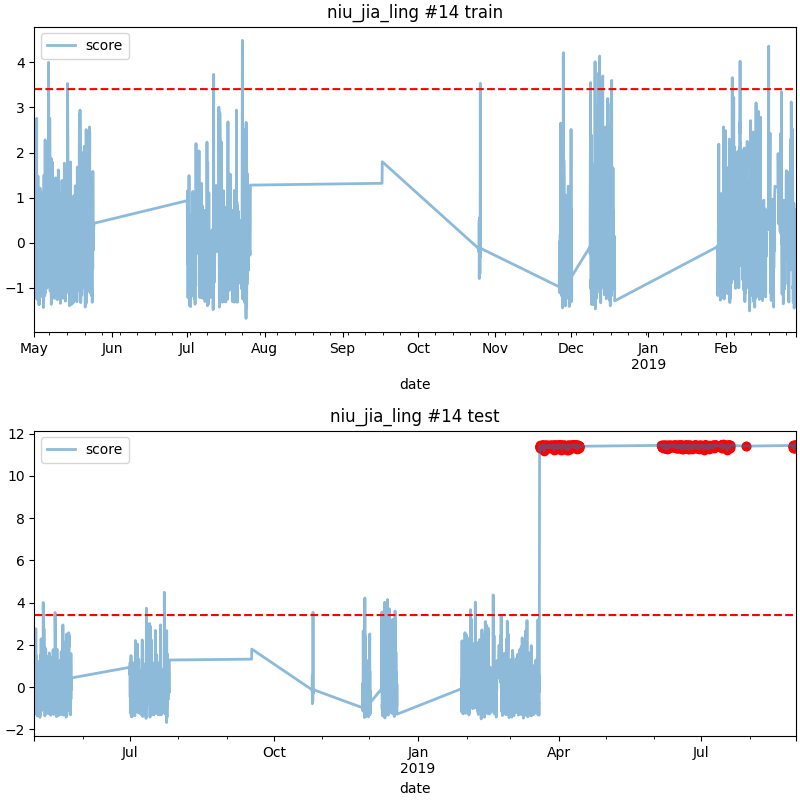 niu_jia_ling #14 train
score
4
3
2
1
0
−1
May Jun Jul Aug Sep Oct Nov Dec Jan Feb
2019
date
niu_jia_ling #14 test
score
12
10
8
6
4
2
0
−2
Jul Oct Jan Apr Jul
2019
date